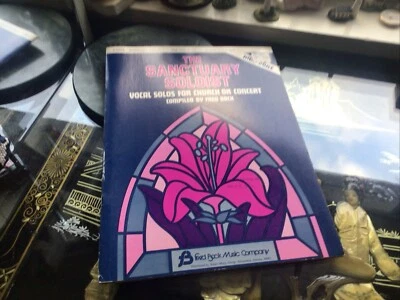 THE
SANCTUARY
SOLOIST
VOCAL SOLOS FOR CHURCH OR CONCERT
COMPILED BY FRED BOCK
Fred Bock Music Company